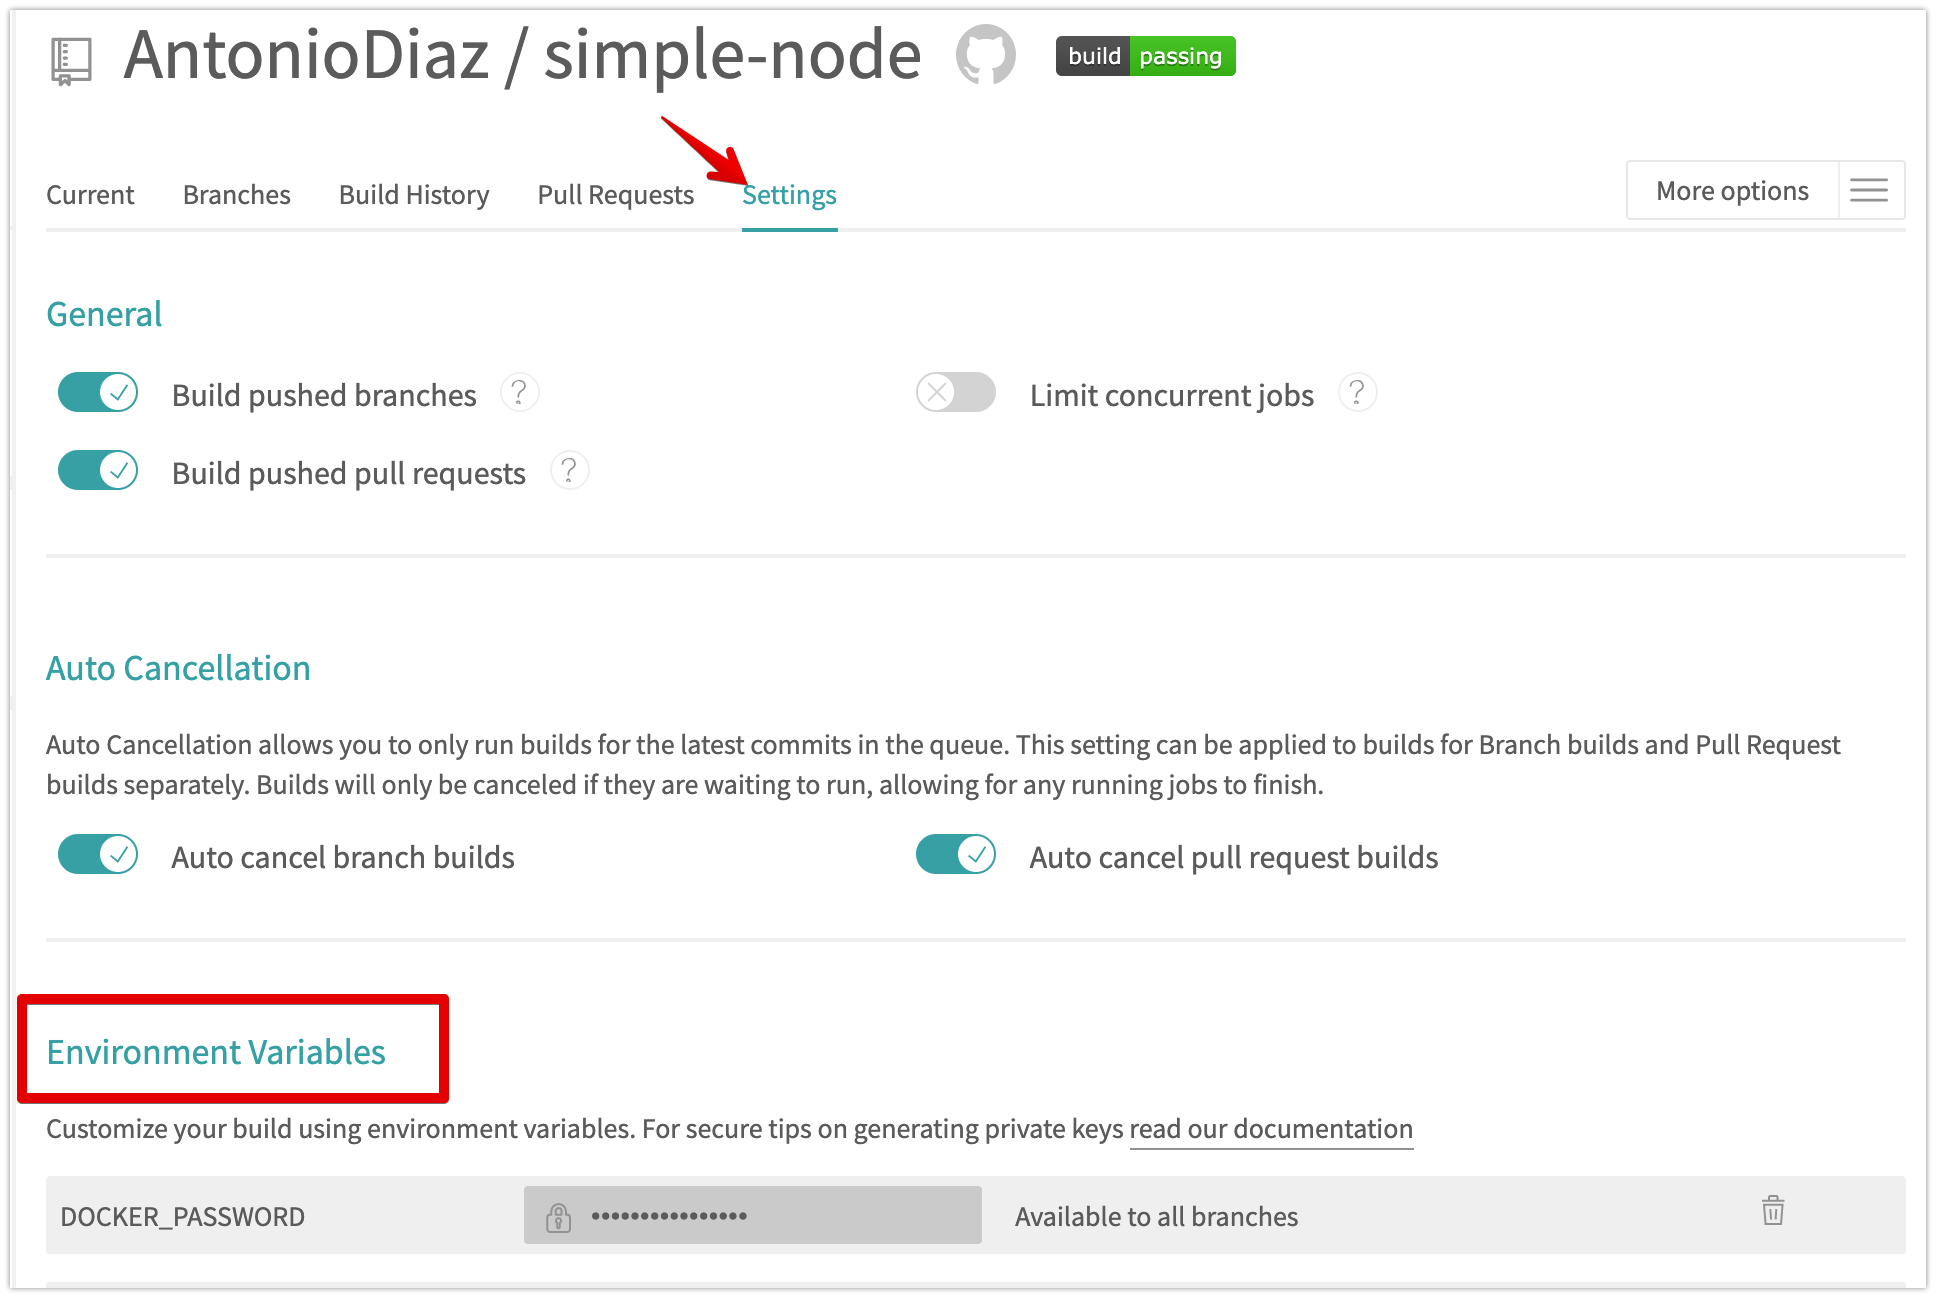 AntonioDiaz / simple-node build passing
Current Branches Build History Pull Requests Settings More options
General
Build pushed branches ? Limit concurrent jobs ?
Build pushed pull requests ?
Auto Cancellation
Auto Cancellation allows you to only run builds for the latest commits in the queue. This setting can be applied to builds for Branch builds and Pull Request
builds separately. Builds will only be canceled if they are waiting to run, allowing for any running jobs to finish.
Auto cancel branch builds Auto cancel pull request builds
Environment Variables
Customize your build using environment variables. For secure tips on generating private keys read our documentation
DOCKER_PASSWORD •••••••••••••••• Available to all branches